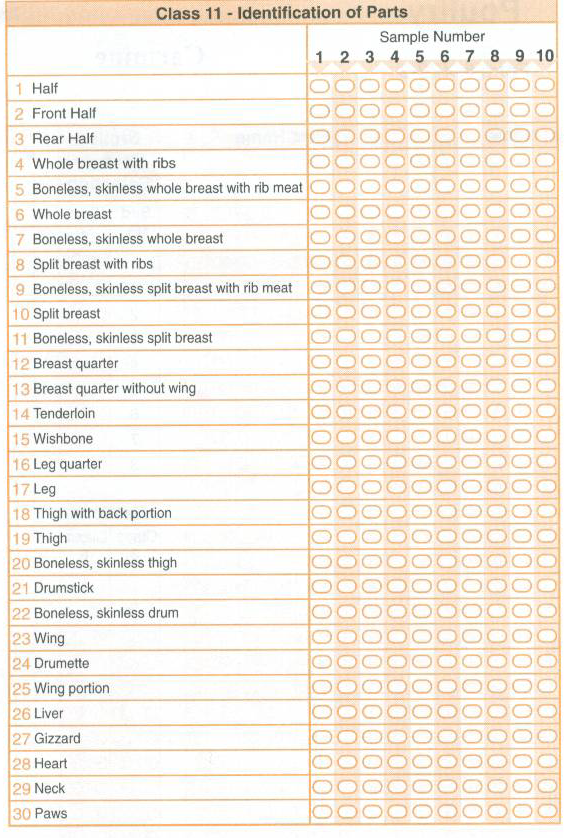 Class 11 - Identification of Parts
Sample Number
1 2 3 4 5 6 7 8 9 10
1 Half
2 Front Half
3 Rear Half
4 Whole breast with ribs
5 Boneless, skinless whole breast with rib meat
6 Whole breast
7 Boneless, skinless whole breast
8 Split breast with ribs
9 Boneless, skinless split breast with rib meat
10 Split breast
11 Boneless, skinless split breast
12 Breast quarter
13 Breast quarter without wing
14 Tenderloin
15 Wishbone
16 Leg quarter
17 Leg
18 Thigh with back portion
19 Thigh
20 Boneless, skinless thigh
21 Drumstick
22 Boneless, skinless drum
23 Wing
24 Drumette
25 Wing portion
26 Liver
27 Gizzard
28 Heart
29 Neck
30 Paws